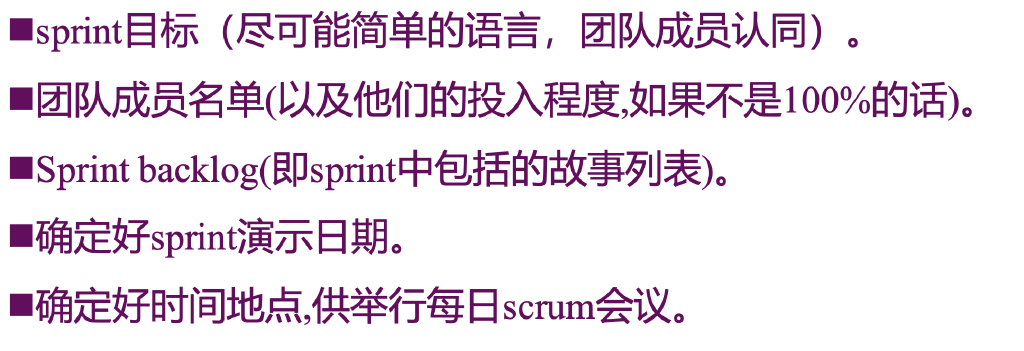 ■sprint目标（尽可能简单的语言，团队成员认同）。
■团队成员名单(以及他们的投入程度,如果不是100%的话)。
■Sprint backlog(即sprint中包括的故事列表)。
■确定好sprint演示日期。
■确定好时间地点,供举行每日scrum会议。